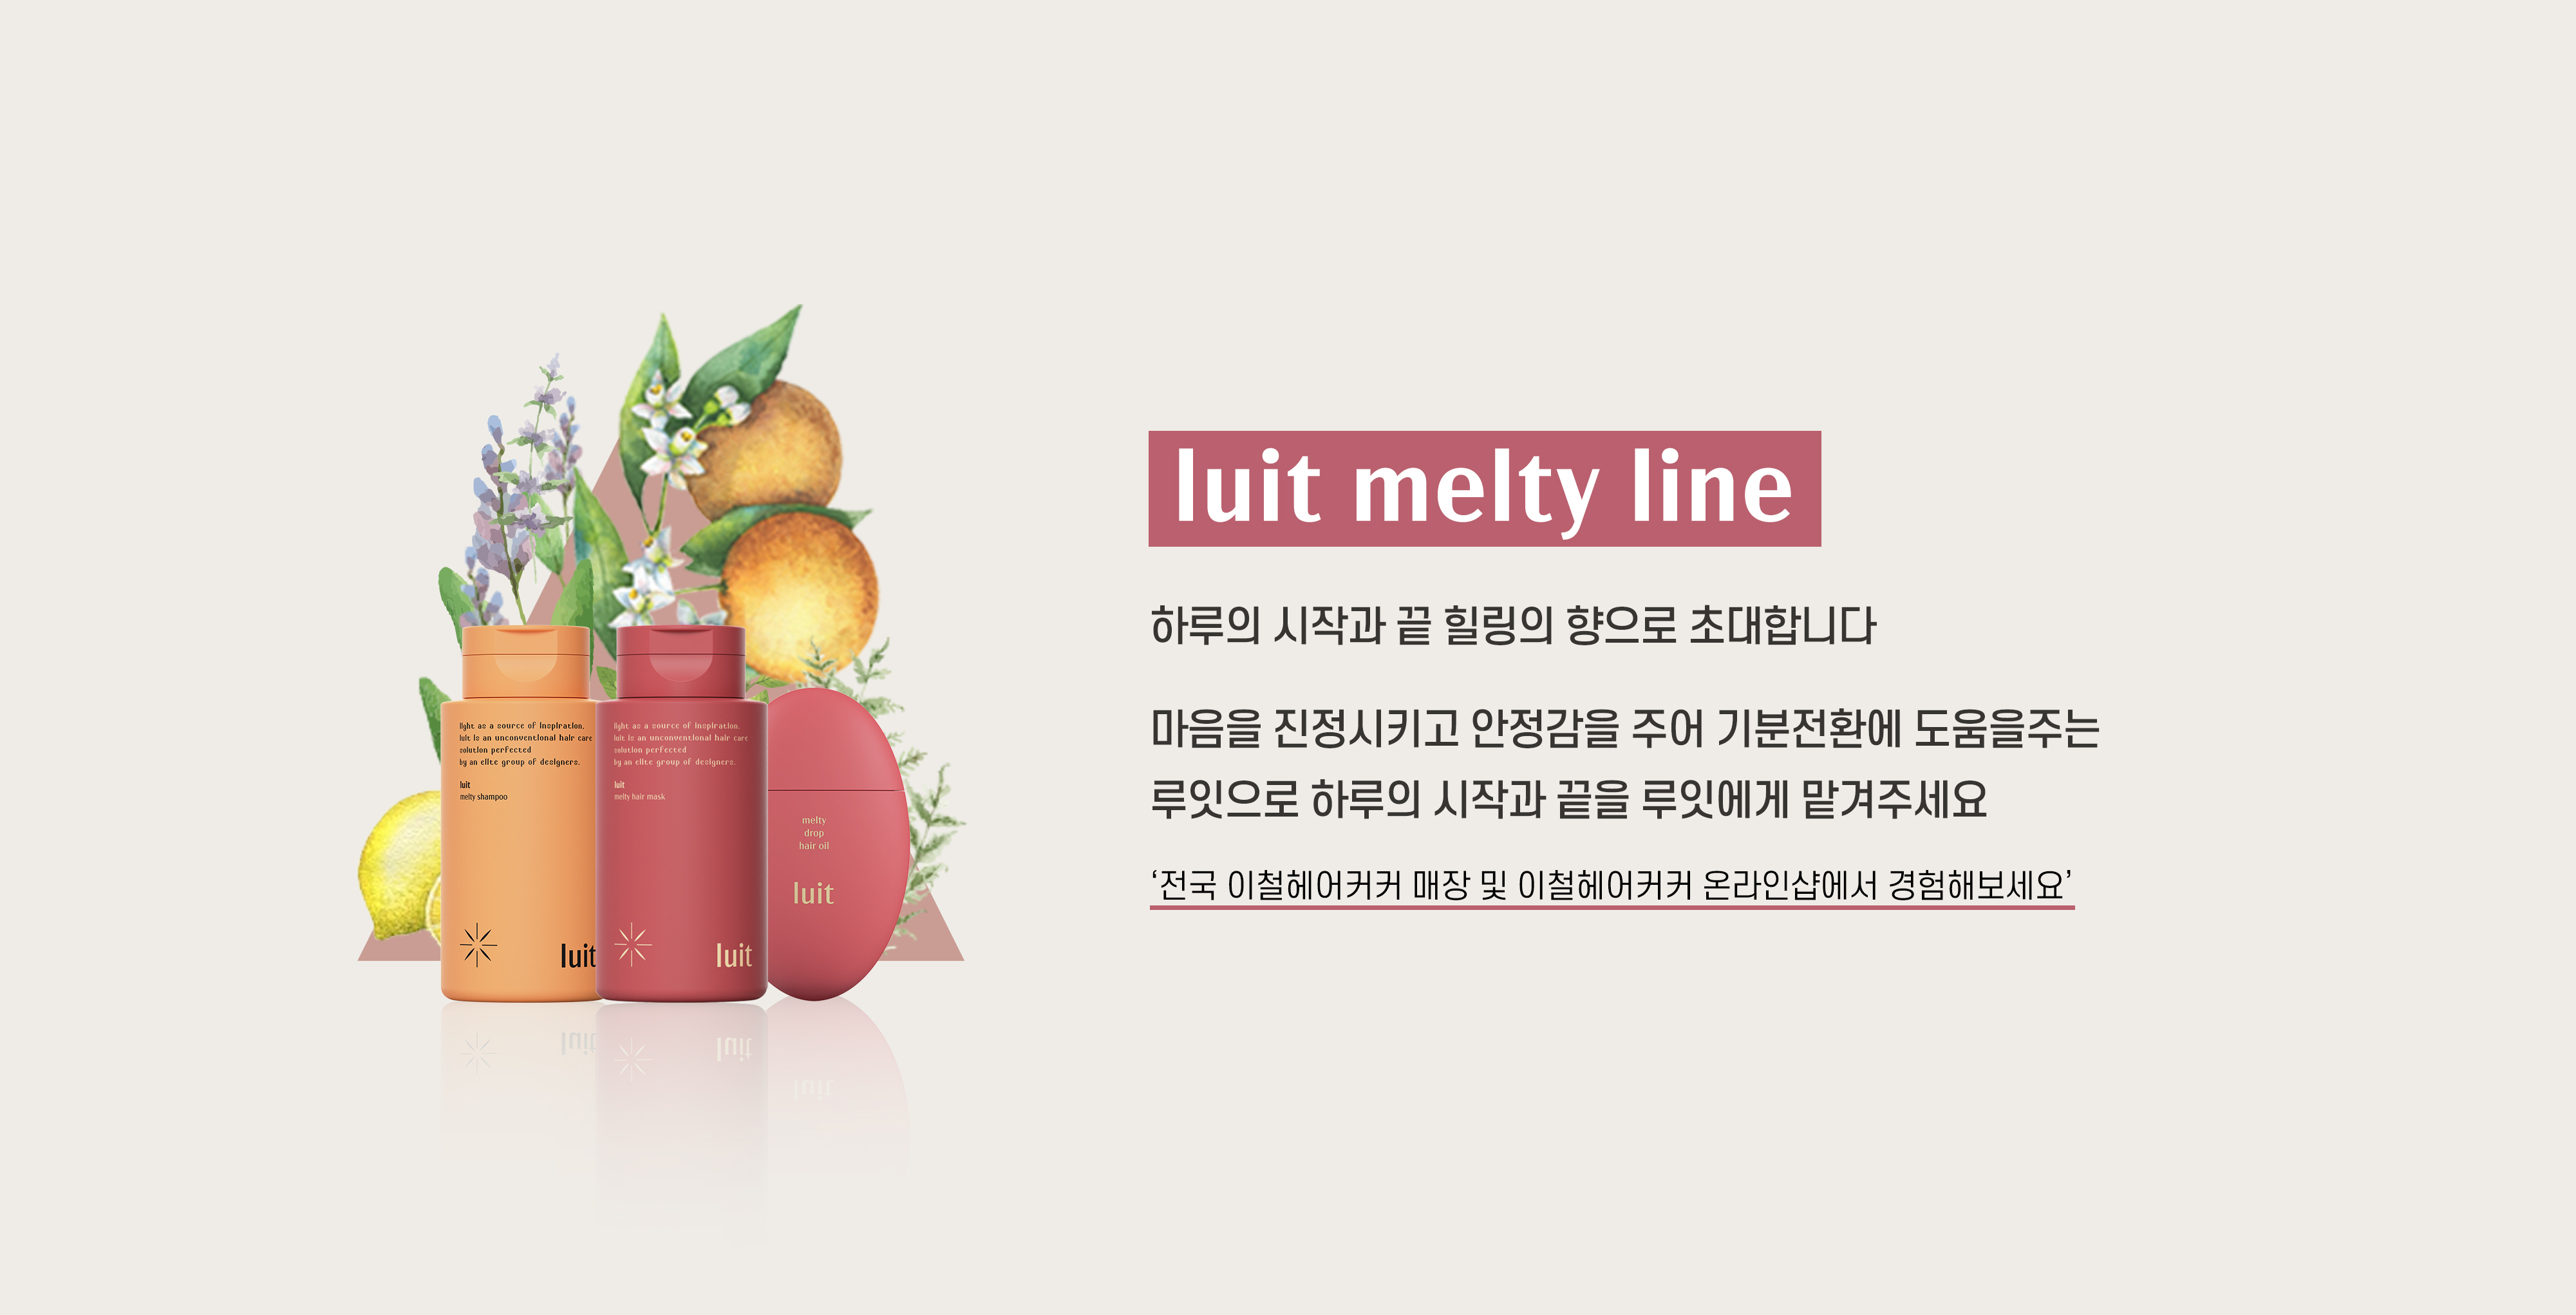 luit melty line
하루의 시작과 끝 힐링의 향으로 초대합니다
마음을 진정시키고 안정감을 주어 기분전환에 도움을주는
루잇으로 하루의 시작과 끝을 루잇에게 맡겨주세요
‘전국 이철헤어커커 매장 및 이철헤어커커 온라인샵에서 경험해보세요’
light as a source of inspiration,
luit is an unconventional hair care
solution perfected
by an elite group of designers.
luit
melty shampoo
luit
light as a source of inspiration,
luit is an unconventional hair care
solution perfected
by an elite group of designers.
luit
melty hair mask
luit
melty
drop
hair oil
luit